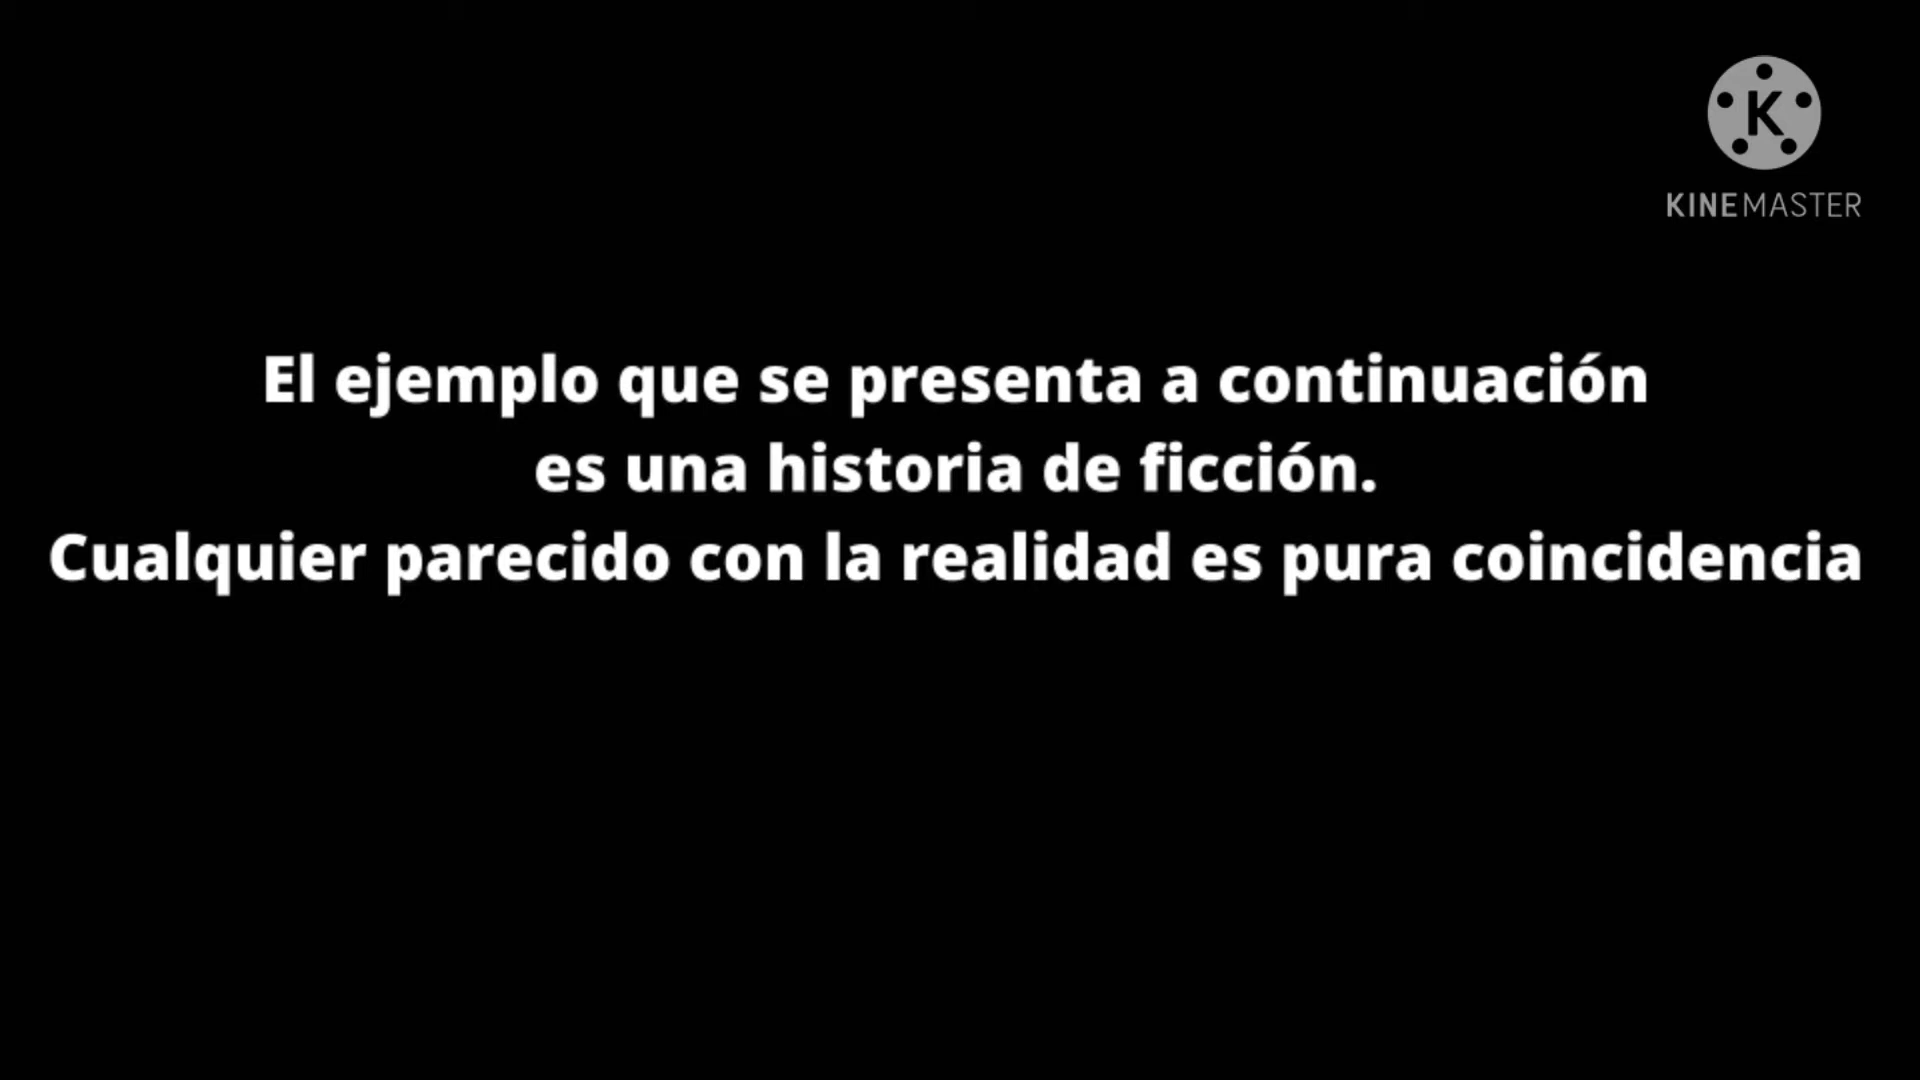 K
KINEMASTER
El ejemplo que se presenta a continuación
es una historia de ficción.
Cualquier parecido con la realidad es pura coincidencia